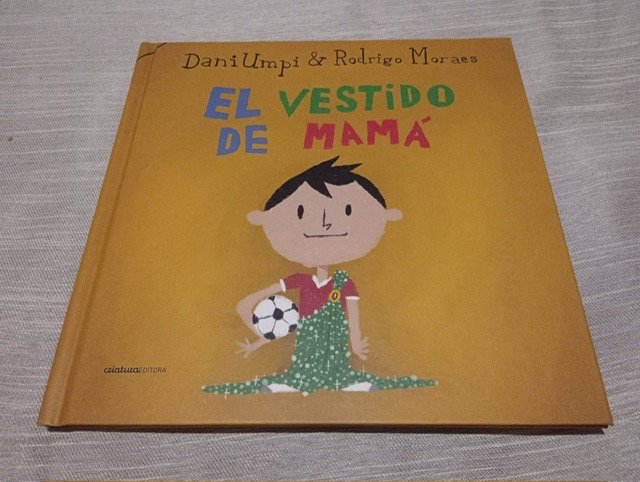 Dani Umpi & Rodrigo Moraes
EL VESTiDO
DE MAMÁ
criatura EDITORA